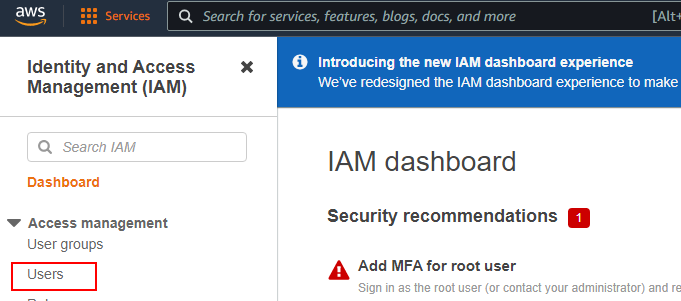 aws
Services
Search for services, features, blogs, docs, and more
[Alt+
Identity and Access
Management (IAM)
Search IAM
Dashboard
Access management
User groups
Users
Introducing the new IAM dashboard experience
We've redesigned the IAM dashboard experience to make
IAM dashboard
Security recommendations 1
Add MFA for root user
Sign in as the root user (or contact your administrator) and re